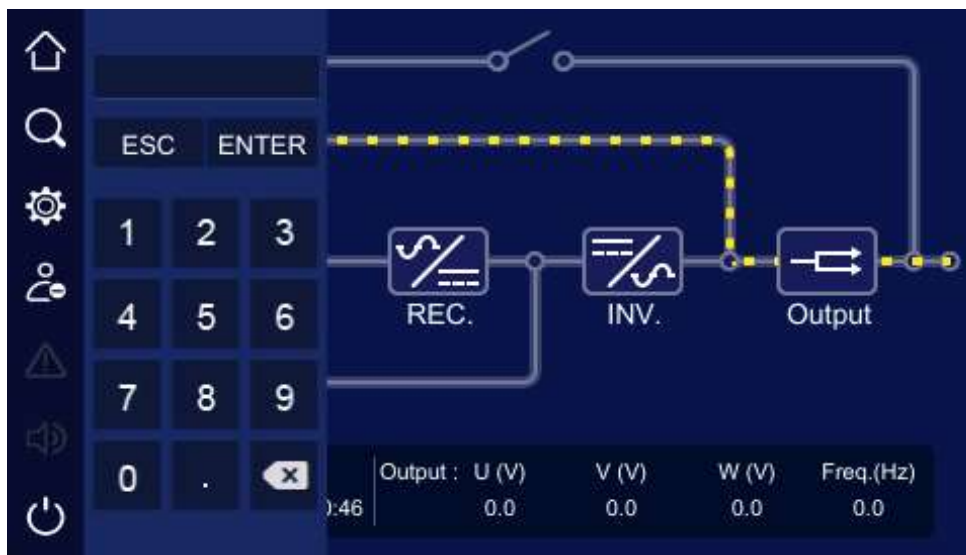 ESC ENTER
1 2 3
4 5 6
7 8 9
0 .
REC. INV. Output
:46
Output : U (V) V (V) W (V) Freq.(Hz)
0.0 0.0 0.0 0.0